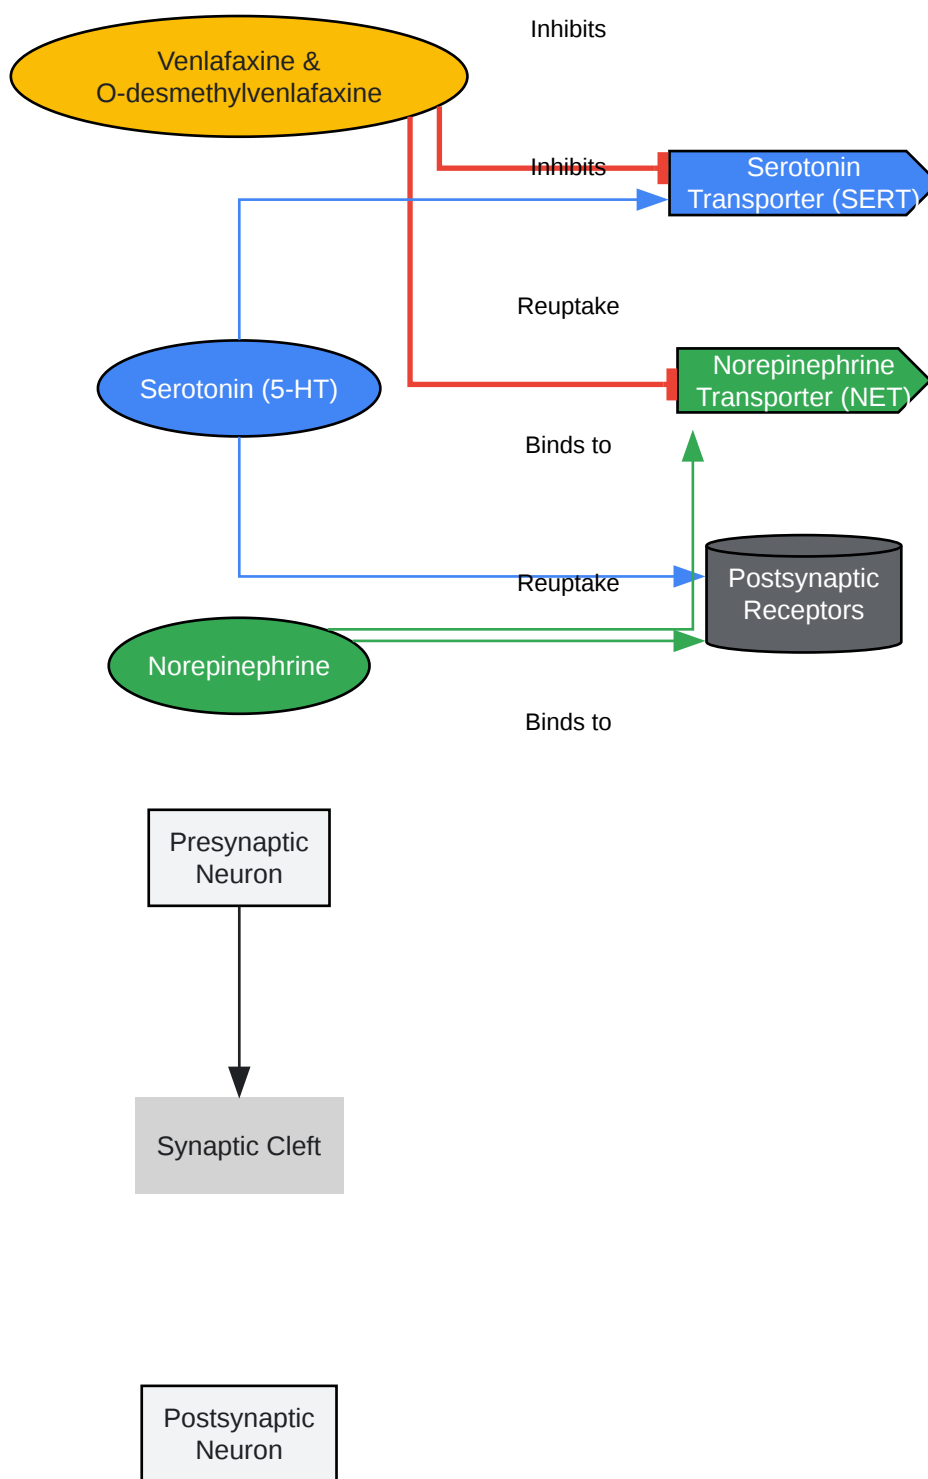 Inhibits
Venlafaxine &
O-desmethylvenlafaxine
Inhibits
Serotonin
Transporter (SERT)
Reuptake
Serotonin (5-HT)
Norepinephrine
Transporter (NET)
Binds to
Reuptake
Postsynaptic
Receptors
Norepinephrine
Binds to
Presynaptic
Neuron
Synaptic Cleft
Postsynaptic
Neuron